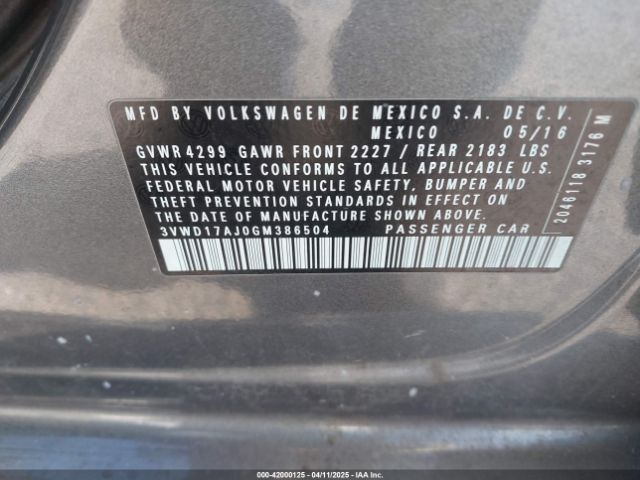 MFD BY VOLKSWAGEN DE MEXICO S.A. DE C.V.
MEXICO 05/16
GVWR 4299 GAWR FRONT 2227 / REAR 2183 LBS
THIS VEHICLE CONFORMS TO ALL APPLICABLE U.S.
FEDERAL MOTOR VEHICLE SAFETY, BUMPER AND
THEFT PREVENTION STANDARDS IN EFFECT ON
THE DATE OF MANUFACTURE SHOWN ABOVE.
3VWD17AJ0GM386504 PASSENGER CAR
2046118 3176 M
000-42000125 - 04/11/2025 - IAAI.COM